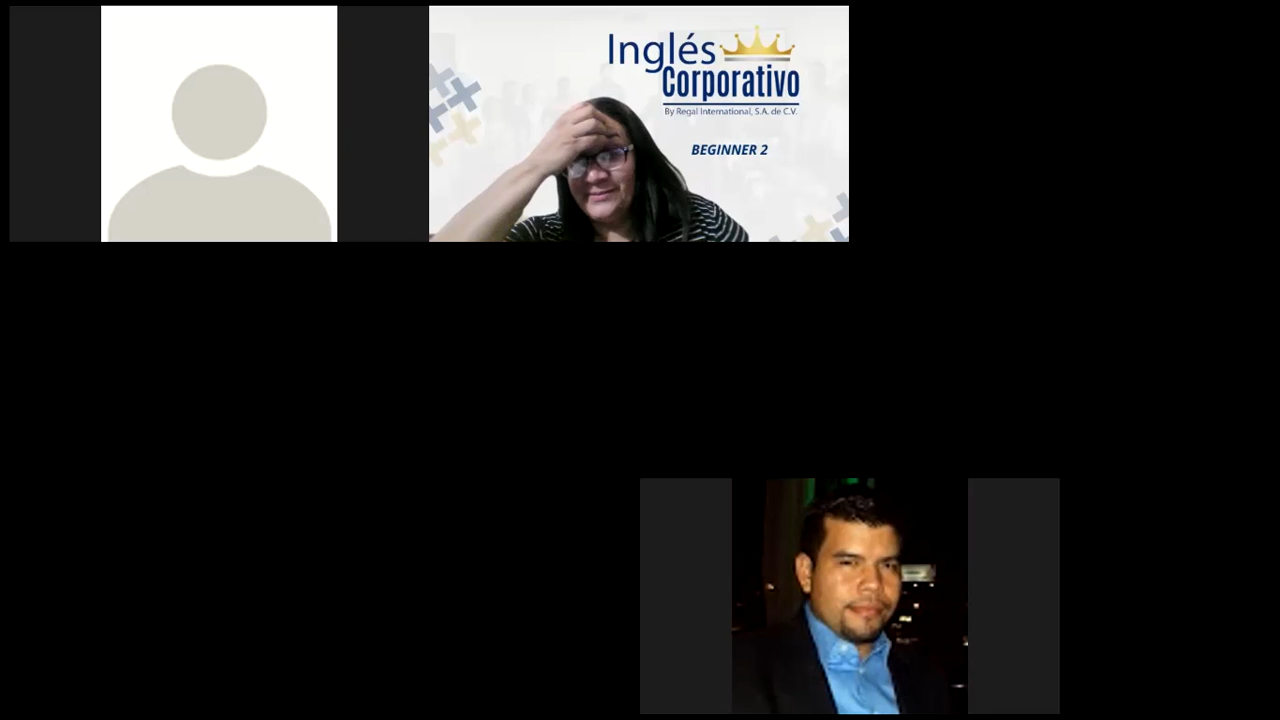 Inglés
Corporativo
By Regal International, S.A. de C.V.
BEGINNER 2